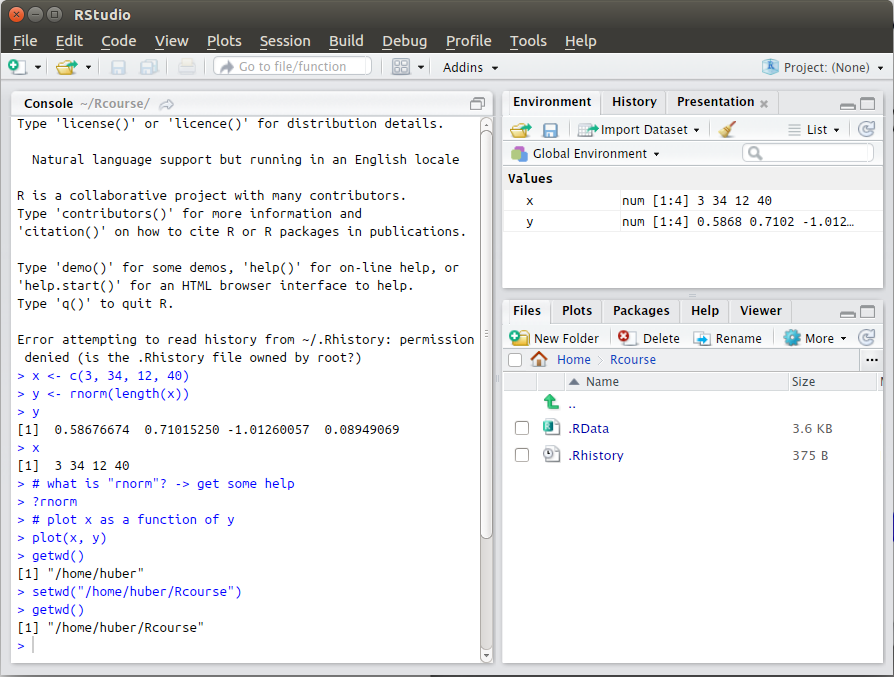 RStudio
File Edit Code View Plots Session Build Debug Profile Tools Help
Go to file/function Addins Project: (None)
Console ~/Rcourse/
Type 'license()' or 'licence()' for distribution details.
Natural language support but running in an English locale
R is a collaborative project with many contributors.
Type 'contributors()' for more information and
'citation()' on how to cite R or R packages in publications.
Type 'demo()' for some demos, 'help()' for on-line help, or
'help.start()' for an HTML browser interface to help.
Type 'q()' to quit R.
Error attempting to read history from ~/.Rhistory: permission
denied (is the .Rhistory file owned by root?)
> x <- c(3, 34, 12, 40)
> y <- rnorm(length(x))
> y
[1]  0.58676674  0.71015250 -1.01260057  0.08949069
> x
[1]  3 34 12 40
> # what is "rnorm"? -> get some help
> ?rnorm
> # plot x as a function of y
> plot(x, y)
> getwd()
[1] "/home/huber"
> setwd("/home/huber/Rcourse")
> getwd()
[1] "/home/huber/Rcourse"
>
Environment History Presentation
Import Dataset List
Global Environment
Values
x num [1:4] 3 34 12 40
y num [1:4] 0.5868 0.7102 -1.012…
Files Plots Packages Help Viewer
New Folder Delete Rename More
Home Rcourse ...
Name Size
..
.RData 3.6 KB
.Rhistory 375 B